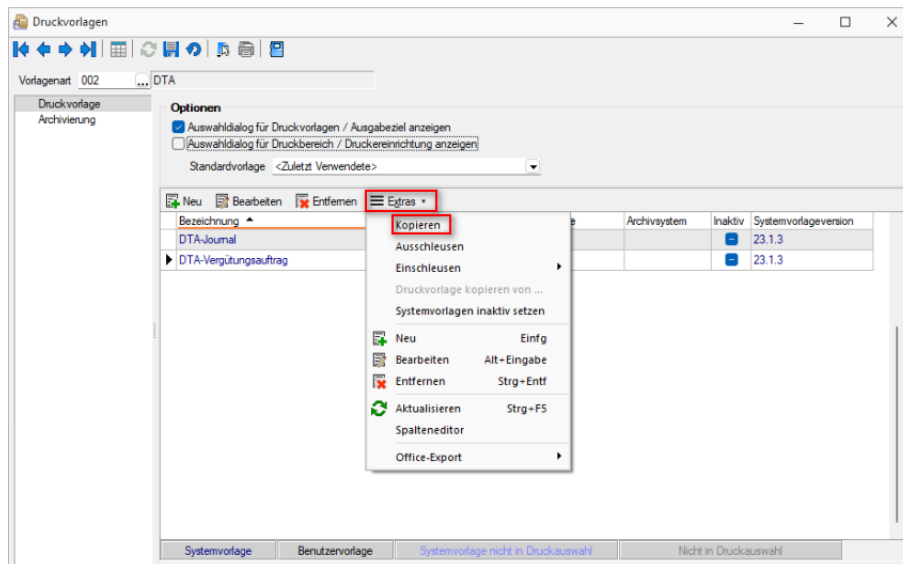 Druckvorlagen
Vorlagenart 002 ... DTA
Druckvorlage
Archivierung
Optionen
Auswahldialog für Druckvorlagen / Ausgabeziel anzeigen
Auswahldialog für Druckbereich / Druckereinrichtung anzeigen
Standardvorlage <Zuletzt Verwendete>
Neu Bearbeiten Entfernen Extras
Bezeichnung Archivsystem Inaktiv Systemvorlageversion
DTA-Journal 23.1.3
DTA-Vergütungsauftrag 23.1.3
Kopieren
Ausschleusen
Einschleusen
Druckvorlage kopieren von ...
Systemvorlagen inaktiv setzen
Neu Einfg
Bearbeiten Alt+Eingabe
Entfernen Strg+Entf
Aktualisieren Strg+F5
Spalteneditor
Office-Export
Systemvorlage Benutzervorlage Systemvorlage nicht in Druckauswahl Nicht in Druckauswahl